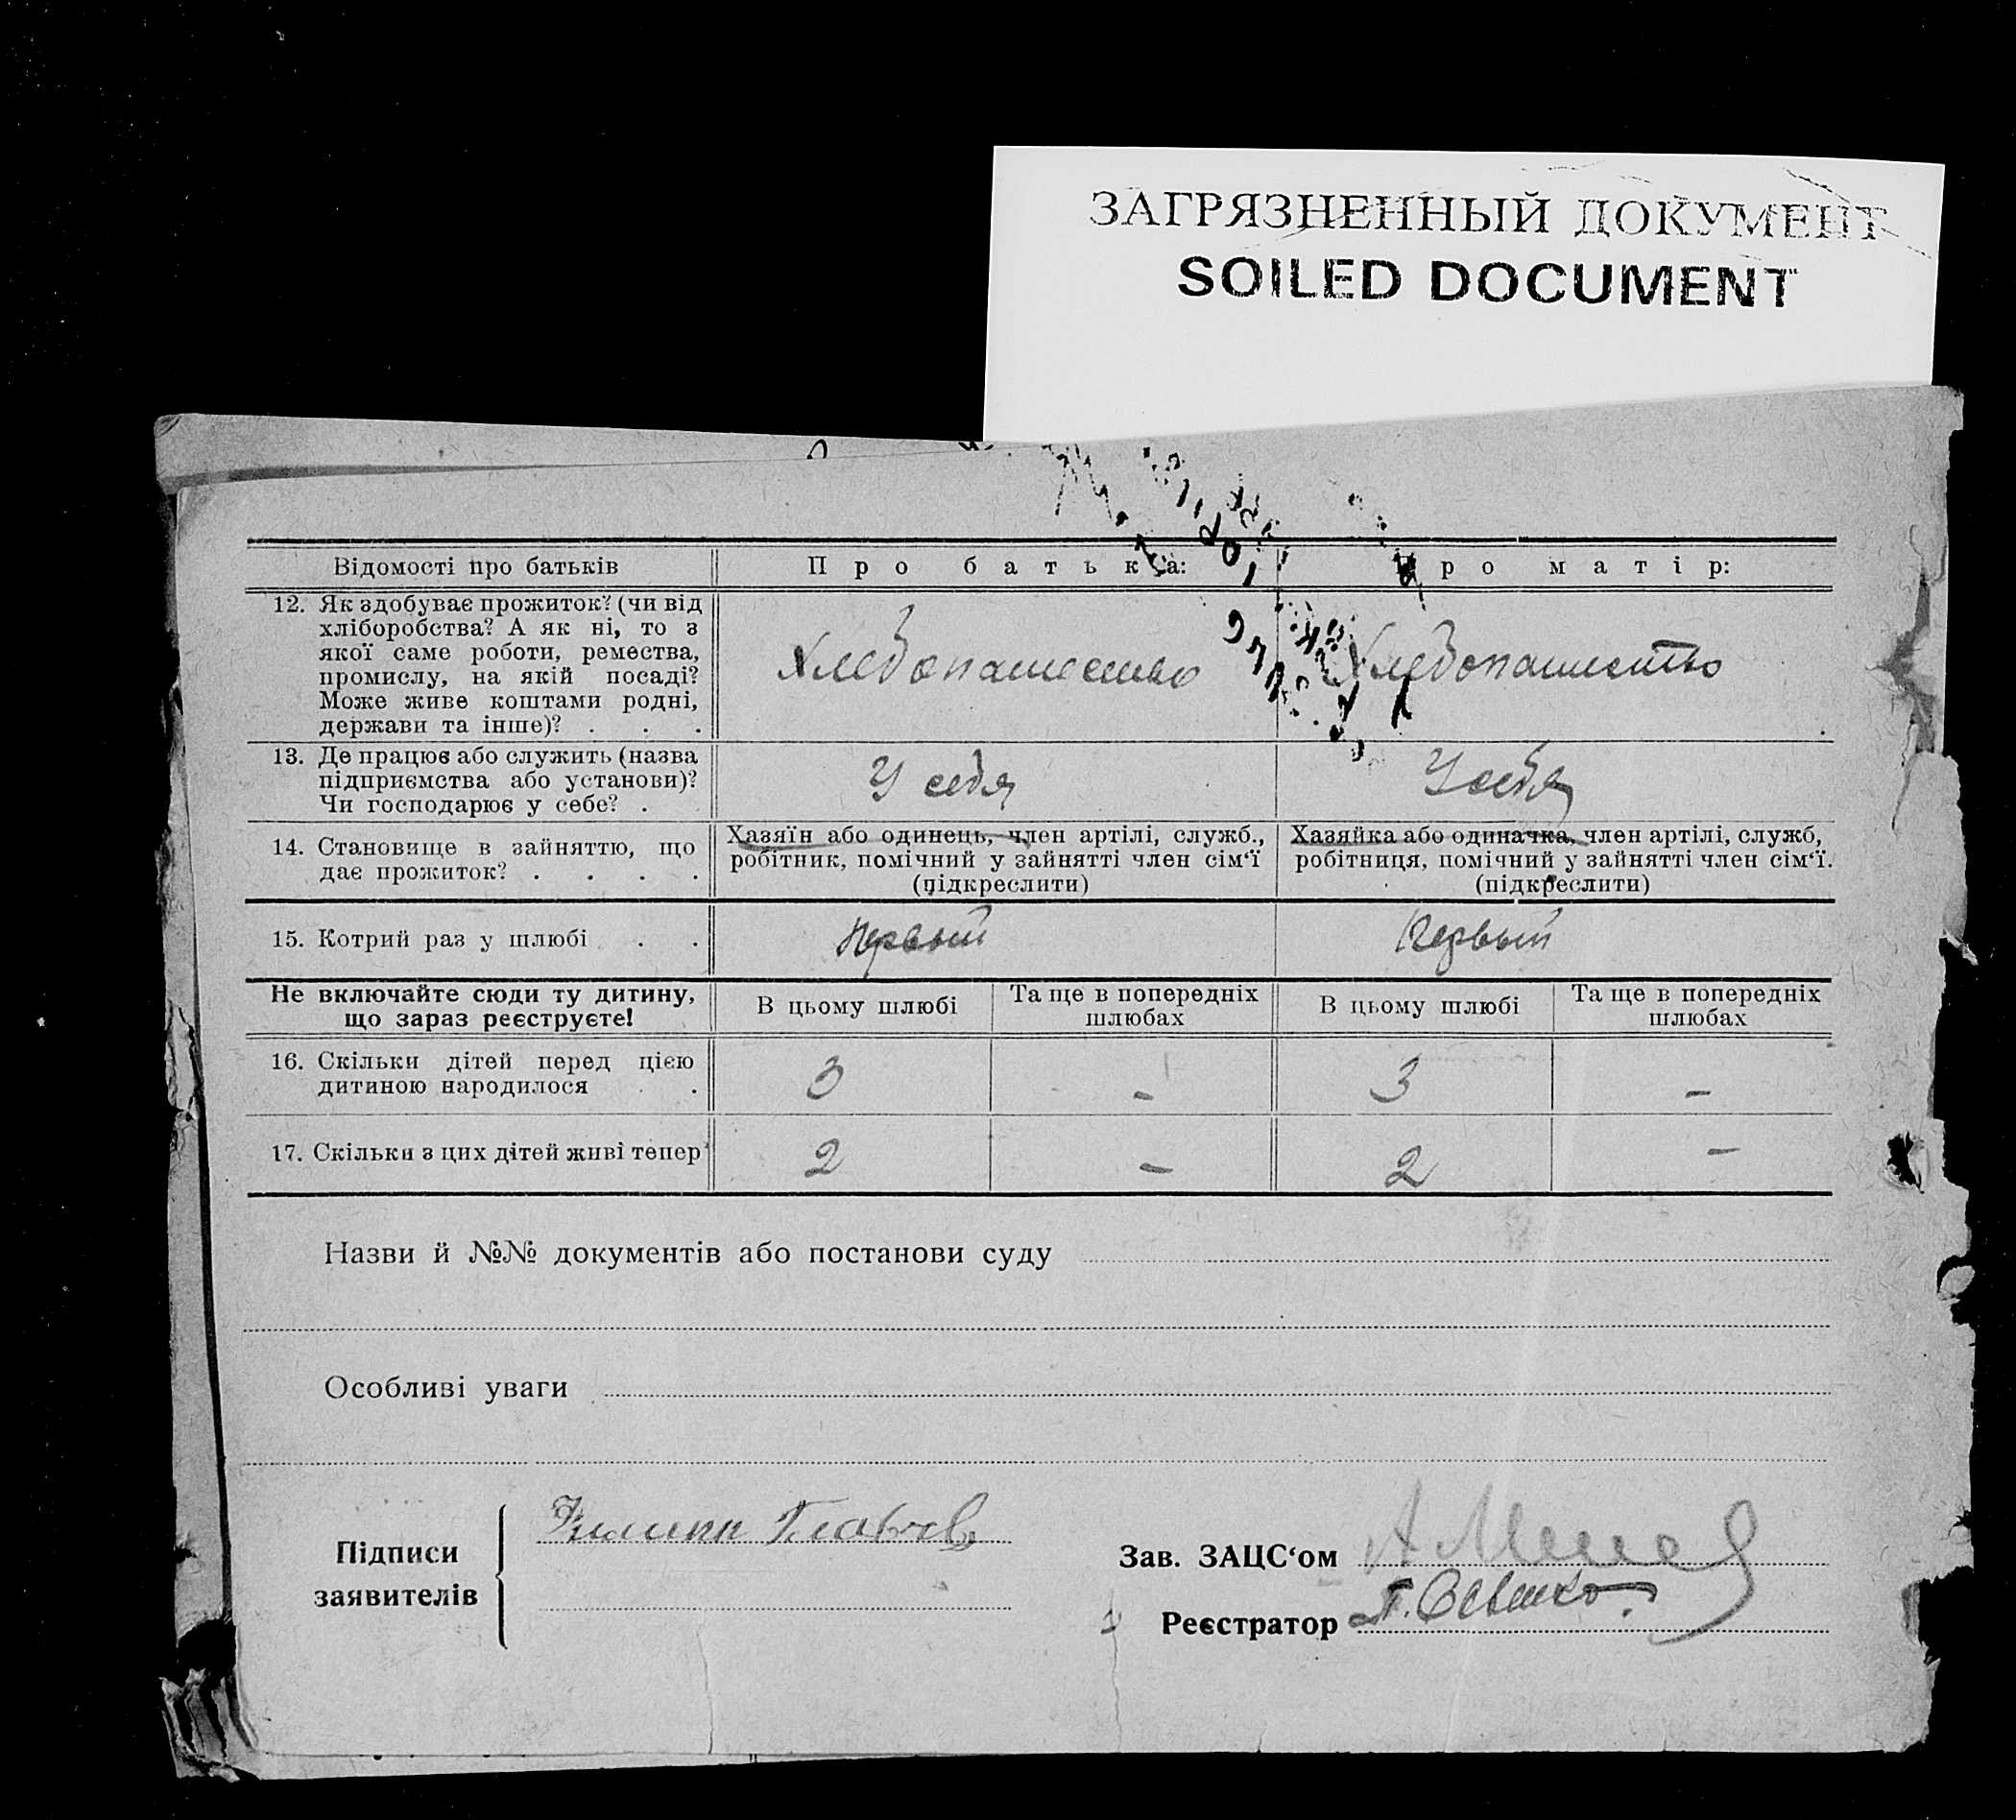 ЗАГРЯЗНЕННЫЙ ДОКУМЕНТ
SOILED DOCUMENT
Відомості про батьків
Про батька:
Про матір:
12. Як здобуває прожиток? (чи від
хліборобства? А як ні, то з
якої саме роботи, ремества,
промислу, на якій посаді?
Може живе коштами родні,
держави та інше)? . . .
Хлебопашество
Хлебопашество
13. Де працює або служить (назва
підприємства або установи)?
Чи господарює у себе? .
У себя
У себя
14. Становище в зайняттю, що
дає прожиток? . . . .
Хазяїн або одинець, член артілі, служб.,
робітник, помічний у зайнятті член сім‘ї
(підкреслити)
Хазяйка або одиначка, член артілі, служб,
робітниця, помічний у зайнятті член сім‘ї.
(підкреслити)
15. Котрий раз у шлюбі . .
Первый
Первый
Не включайте сюди ту дитину,
що зараз реєструєте!
В цьому шлюбі
Та ще в попередніх
шлюбах
В цьому шлюбі
Та ще в попередніх
шлюбах
16. Скільки дітей перед цією
дитиною народилося . .
3
-
3
-
17. Скільки з цих дітей живі тепер
2
-
2
-
Назви й №№ документів або постанови суду
Особливі уваги
Підписи
заявителів
Зав. ЗАЦС‘ом
Реєстратор